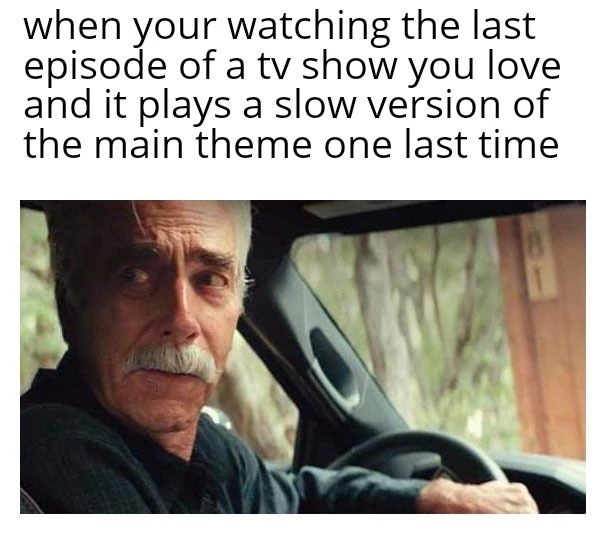 when your watching the last
episode of a tv show you love
and it plays a slow version of
the main theme one last time